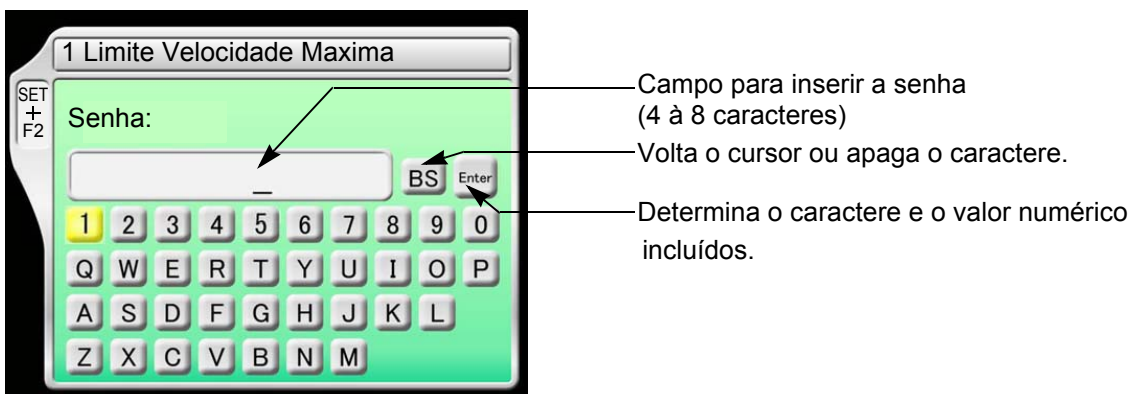 1 Limite Velocidade Maxima
SET
+
F2
Senha:
_
BS Enter
1 2 3 4 5 6 7 8 9 0
Q W E R T Y U I O P
A S D F G H J K L
Z X C V B N M
Campo para inserir a senha
(4 à 8 caracteres)
Volta o cursor ou apaga o caractere.
Determina o caractere e o valor numérico
incluídos.